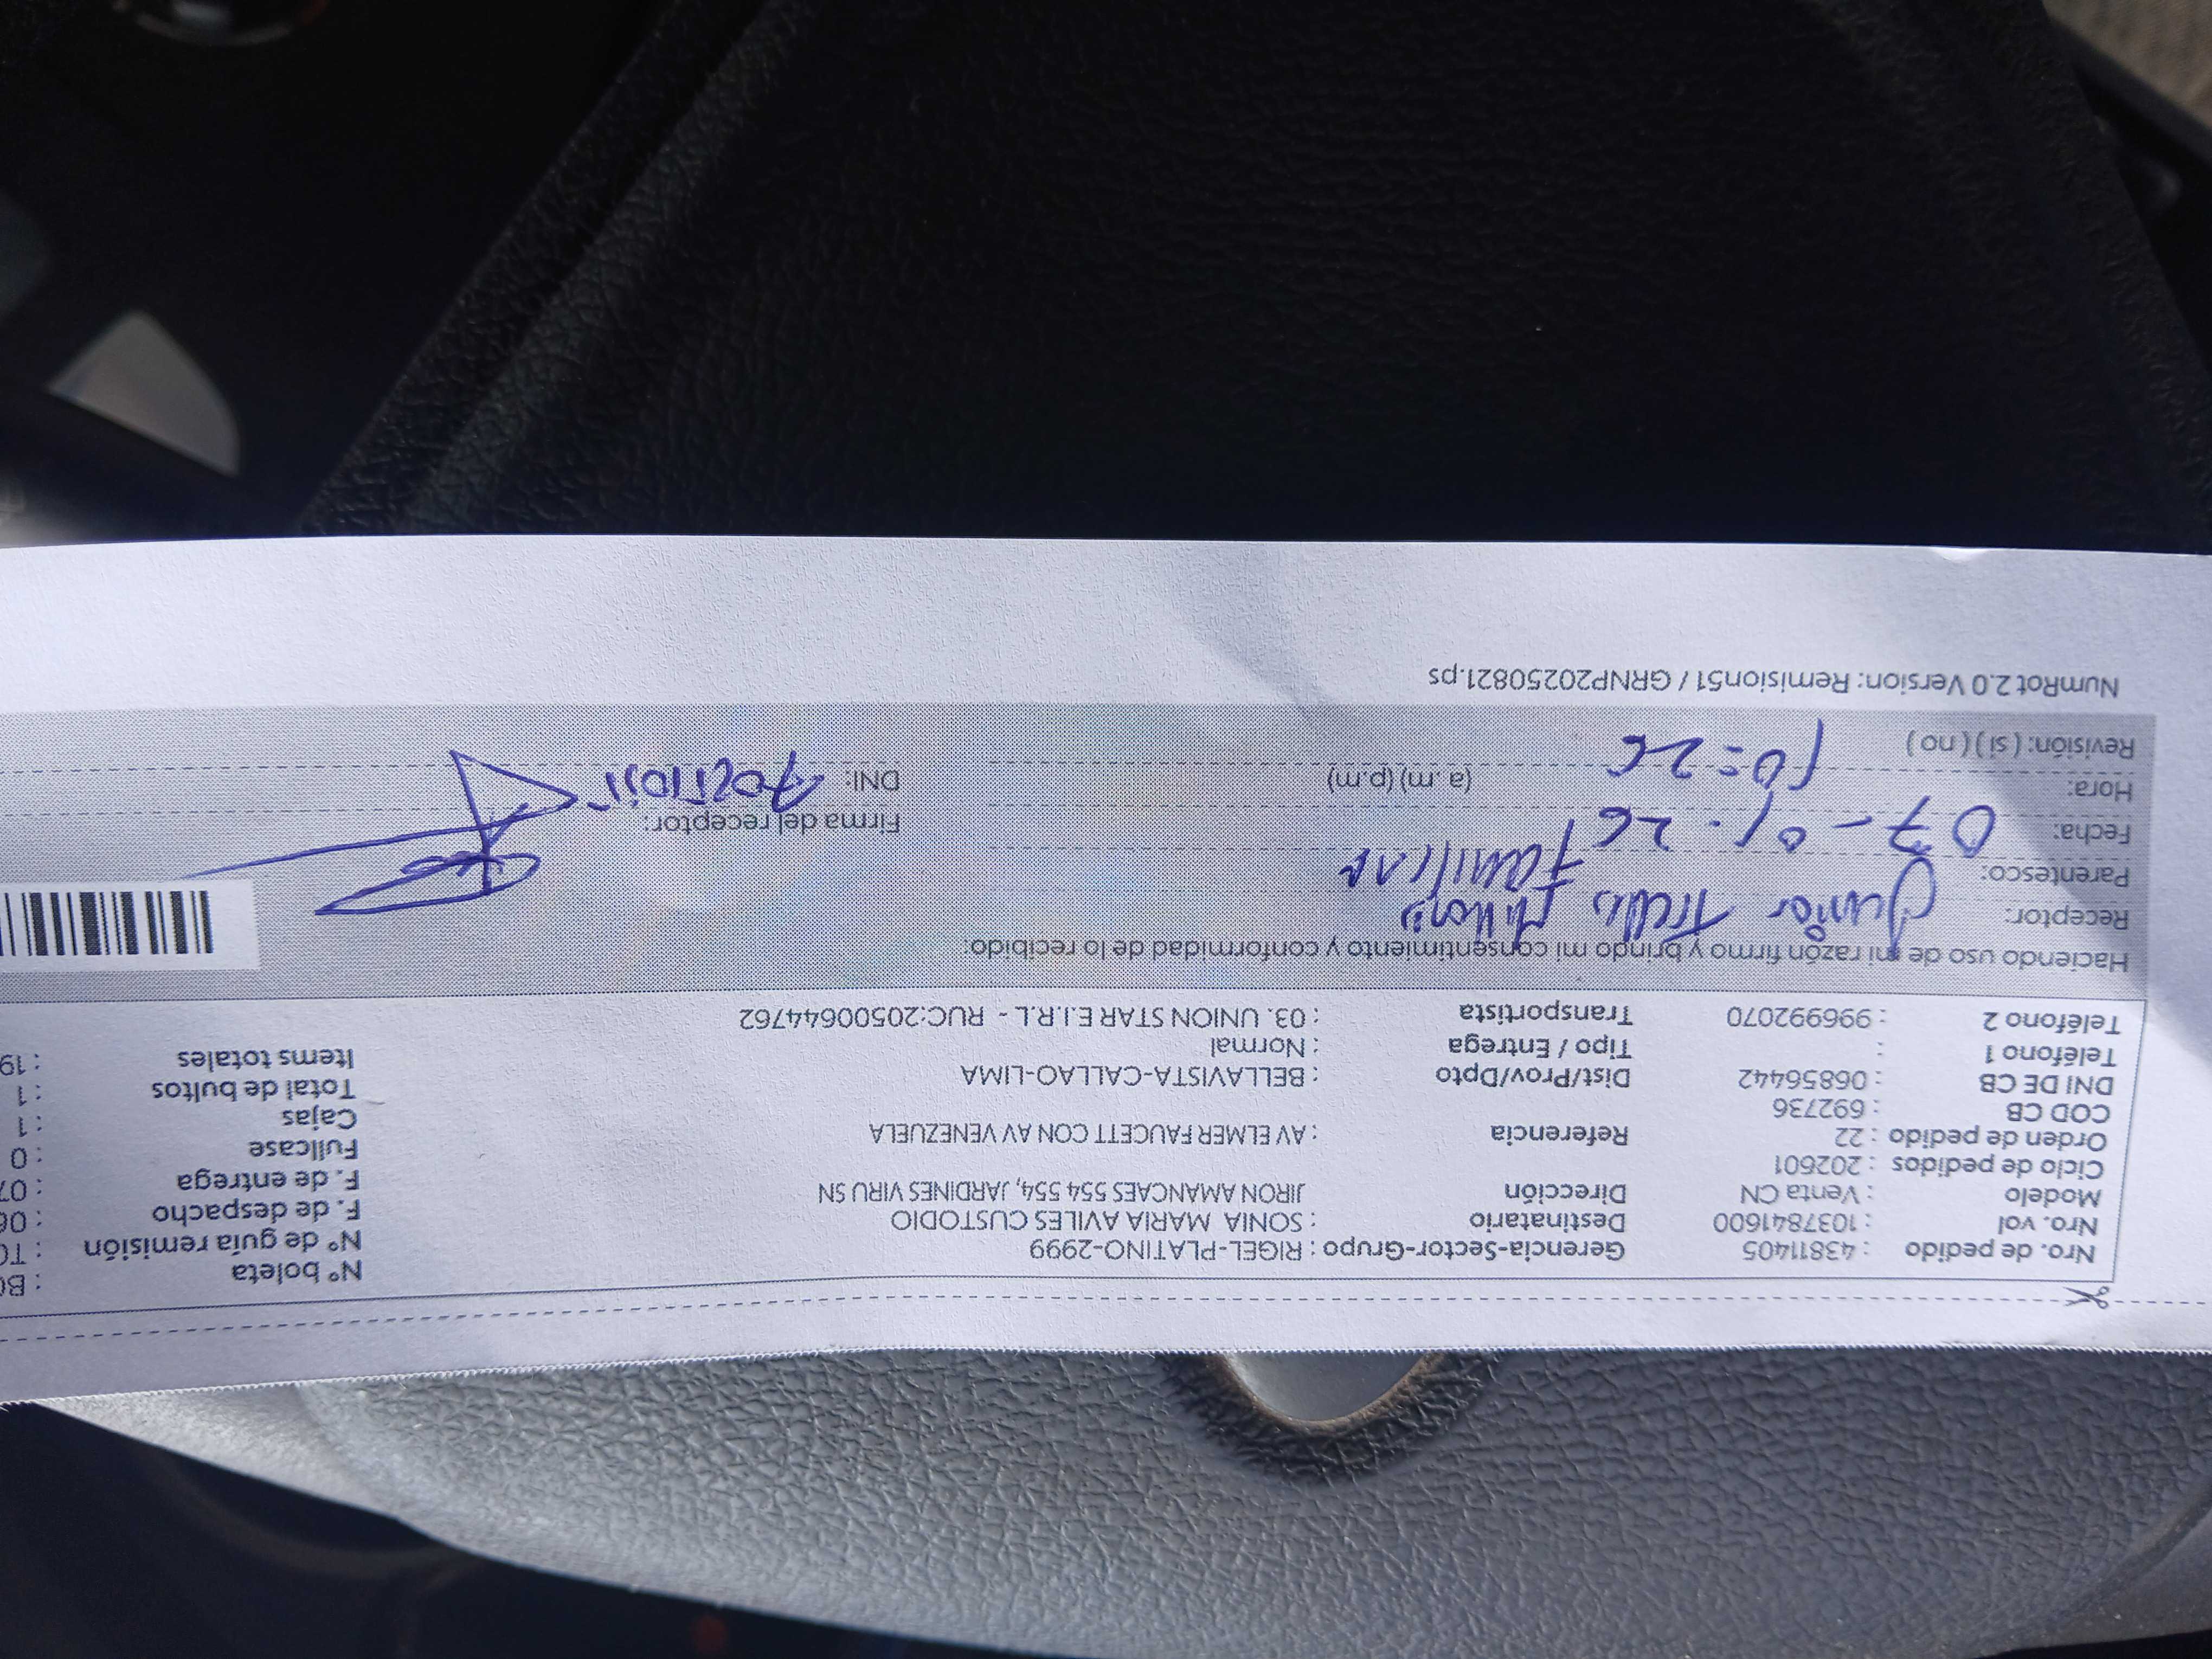 Nro. de pedido : 43811405 Gerencia-Sector-Grupo : RIGEL-PLATINO-2999 N° boleta
Nro. vol : 1037841600 Destinatario : SONIA MARIA AVILES CUSTODIO N° de guía remisión
Modelo : Venta CN Dirección JIRON AMANCAES 554 554, JARDINES VIRU SN F. de despacho
Ciclo de pedidos : 202601 F. de entrega
Orden de pedido : 22 Referencia : AV ELMER FAUCETT CON AV VENEZUELA Fullcase : 0
COD CB : 692736 Cajas : 1
DNI DE CB : 06856442 Dist/Prov/Dpto : BELLAVISTA-CALLAO-LIMA Total de bultos : 1
Teléfono 1 : Tipo / Entrega : Normal Items totales : 19
Teléfono 2 : 996992070 Transportista : 03. UNION STAR E.I.R.L - RUC:20500644762
Haciendo uso de mi razón firmo y brindo mi consentimiento y conformidad de lo recibido:
Receptor: Junior
Parentesco: Familiar
Fecha: 07-01-26 Firma del receptor:
Hora: 10:26 (a. m) (p.m) DNI:
Revisión: ( si ) ( no )
NumRot 2.0 Version: Remision51 / GRNP20250821.ps